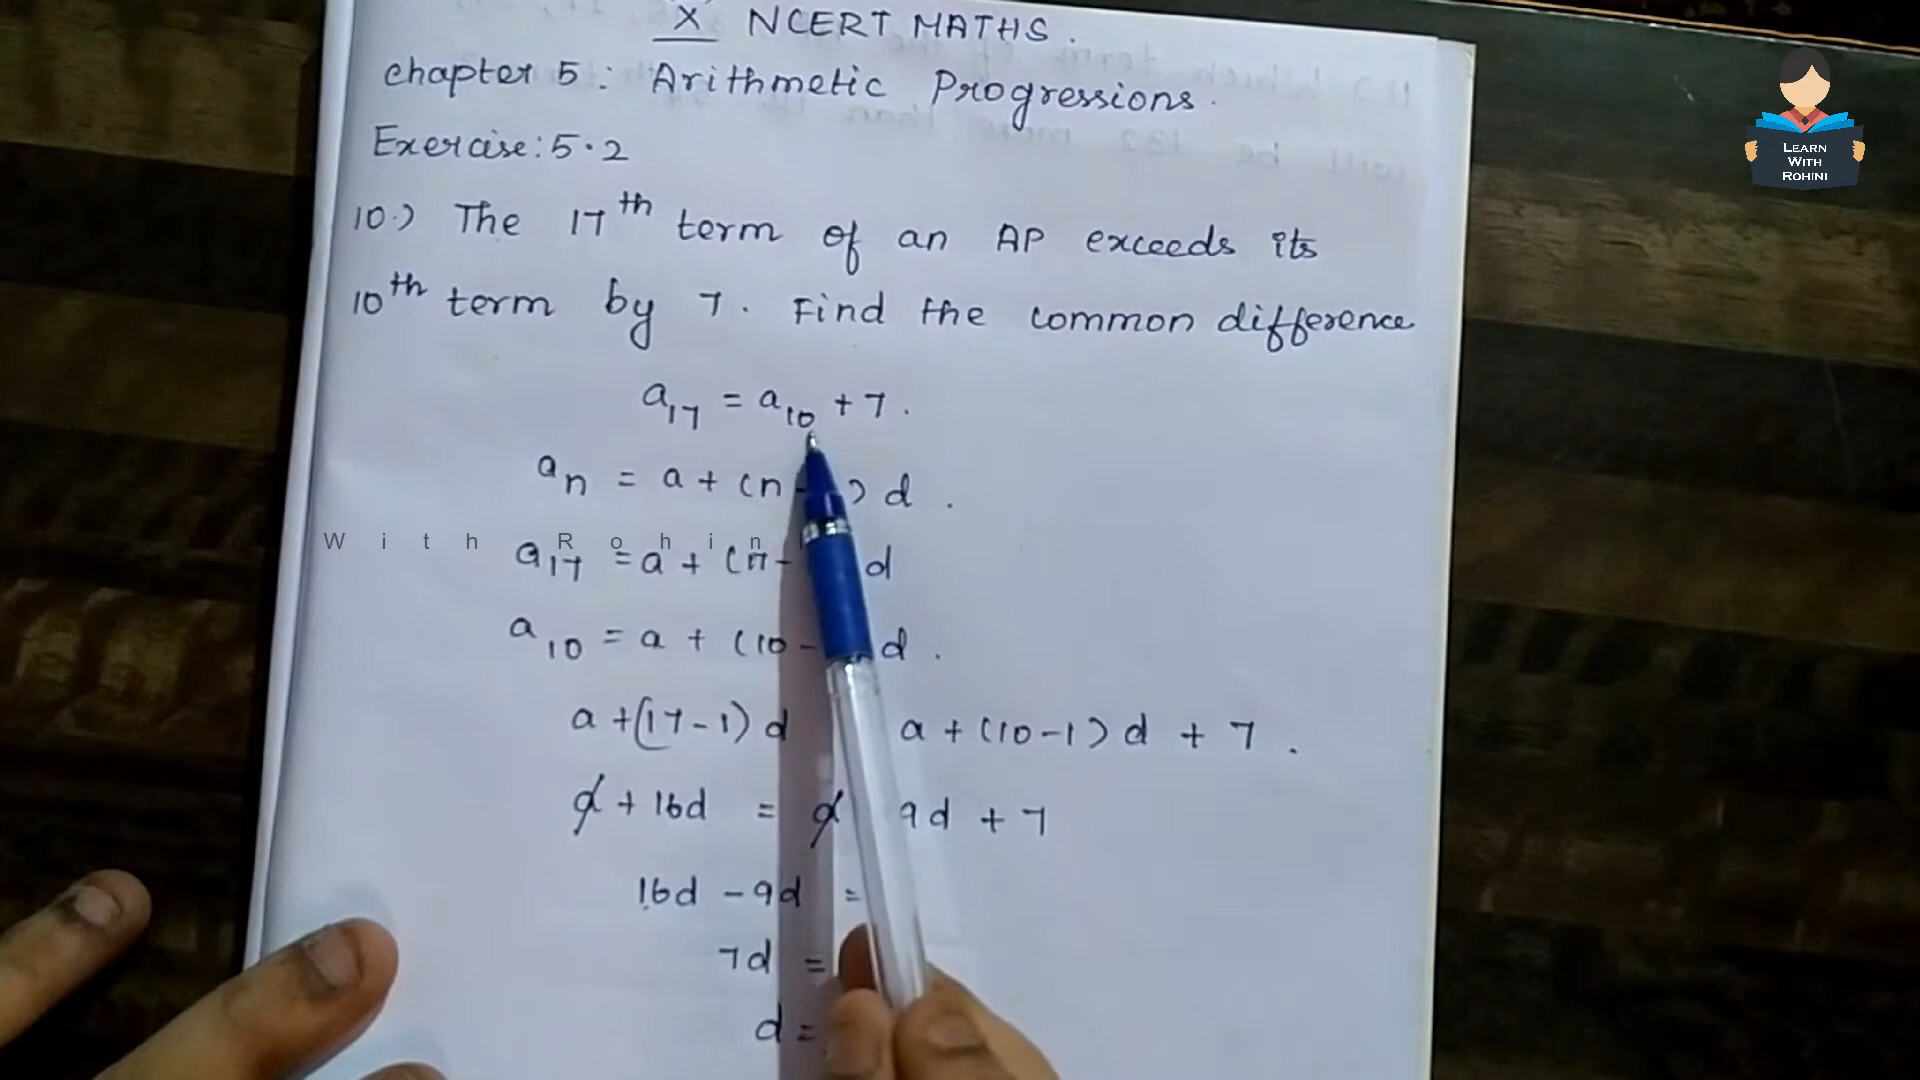 X NCERT MATHS.
Chapter 5: Arithmetic Progressions.
Exercise: 5.2
10.) The 17th term of an AP exceeds its
10th term by 7. Find the common difference
a17 = a10 + 7.
an = a + (n- ) d.
With Rohin
a17 = a + (17- d
a10 = a + (10- d.
a + (17-1) d a + (10-1) d + 7.
a + 16d = a 9d + 7
16d - 9d =
7d =
d =
LEARN
WITH
ROHINI